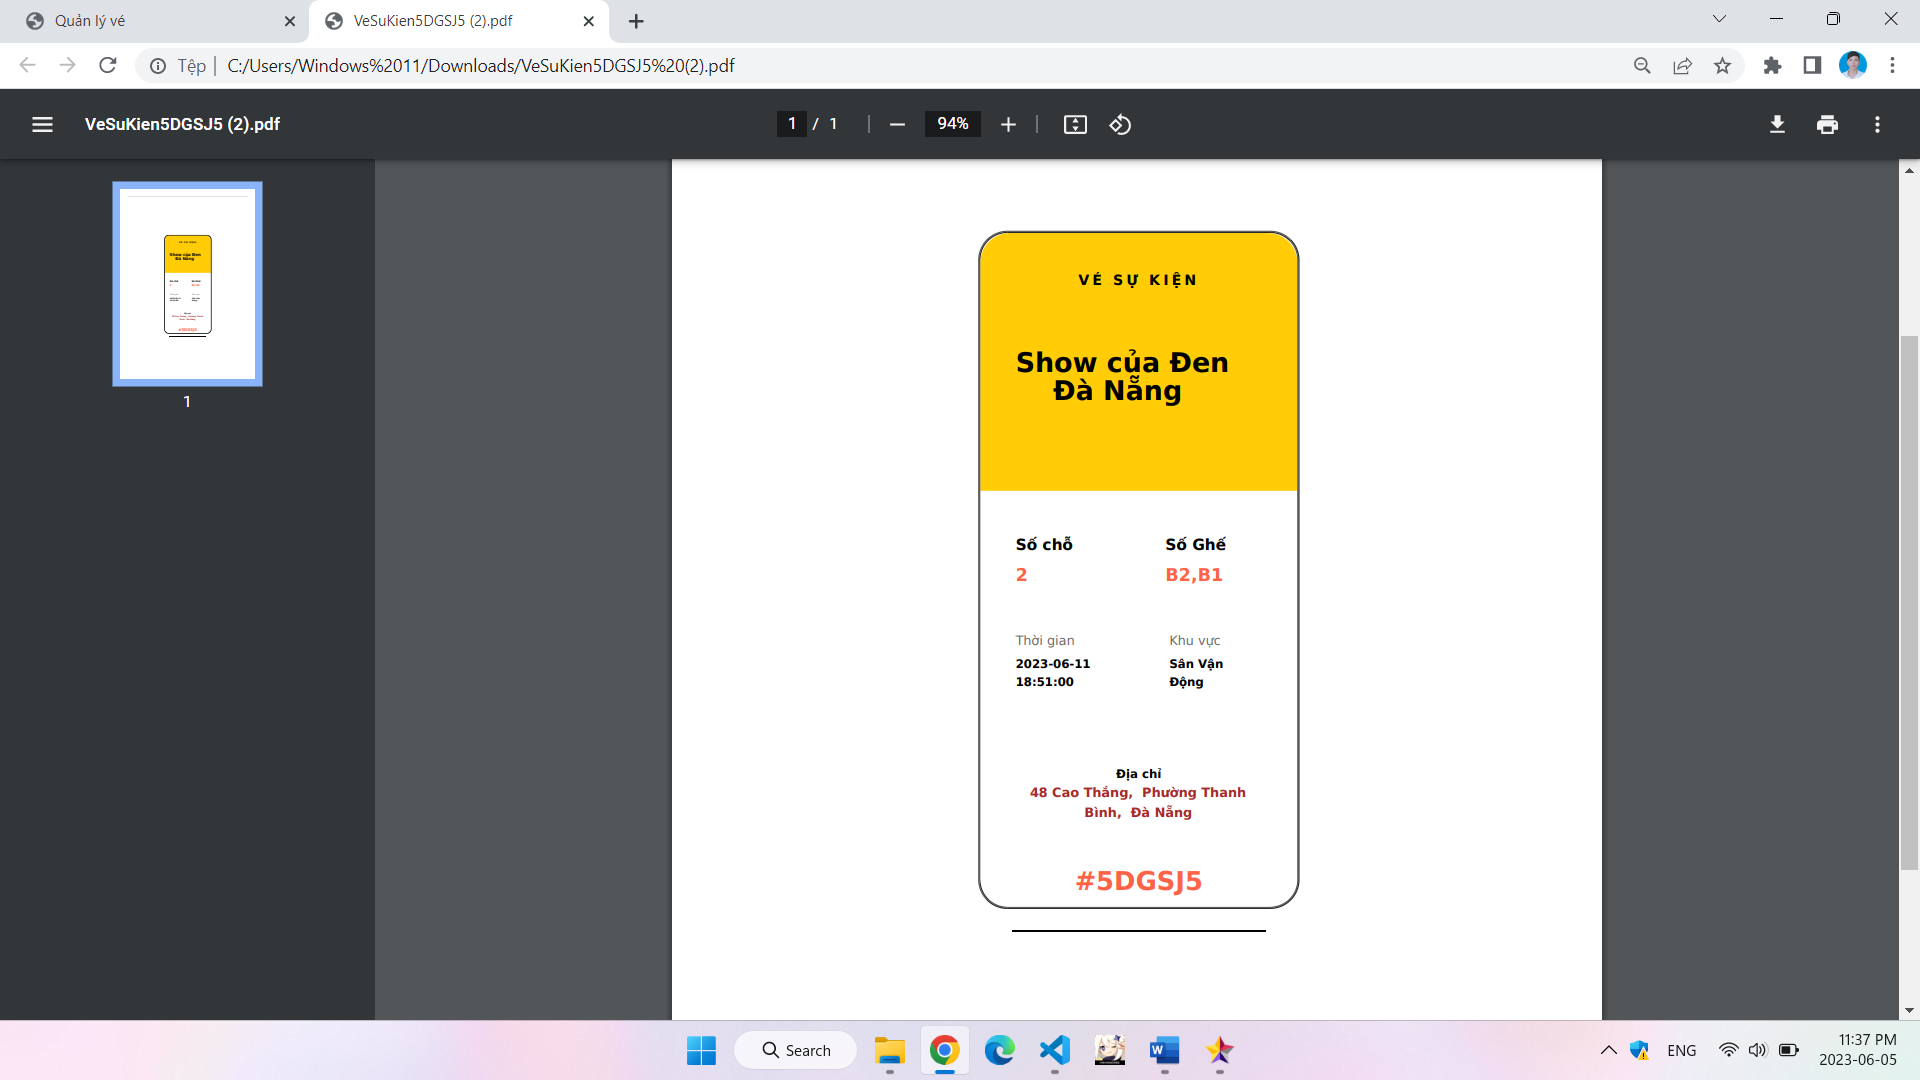 Quản lý vé
VeSuKien5DGSJ5 (2).pdf
Tệp
C:/Users/Windows%2011/Downloads/VeSuKien5DGSJ5%20(2).pdf
VeSuKien5DGSJ5 (2).pdf
1 / 1
94%
1
VÉ SỰ KIỆN
Show của Đen
Đà Nẵng
Số chỗ Số Ghế
2 B2,B1
Thời gian Khu vực
2023-06-11 Sân Vận
18:51:00 Động
Địa chỉ
48 Cao Thắng, Phường Thanh
Bình, Đà Nẵng
#5DGSJ5
Search
ENG
11:37 PM
2023-06-05